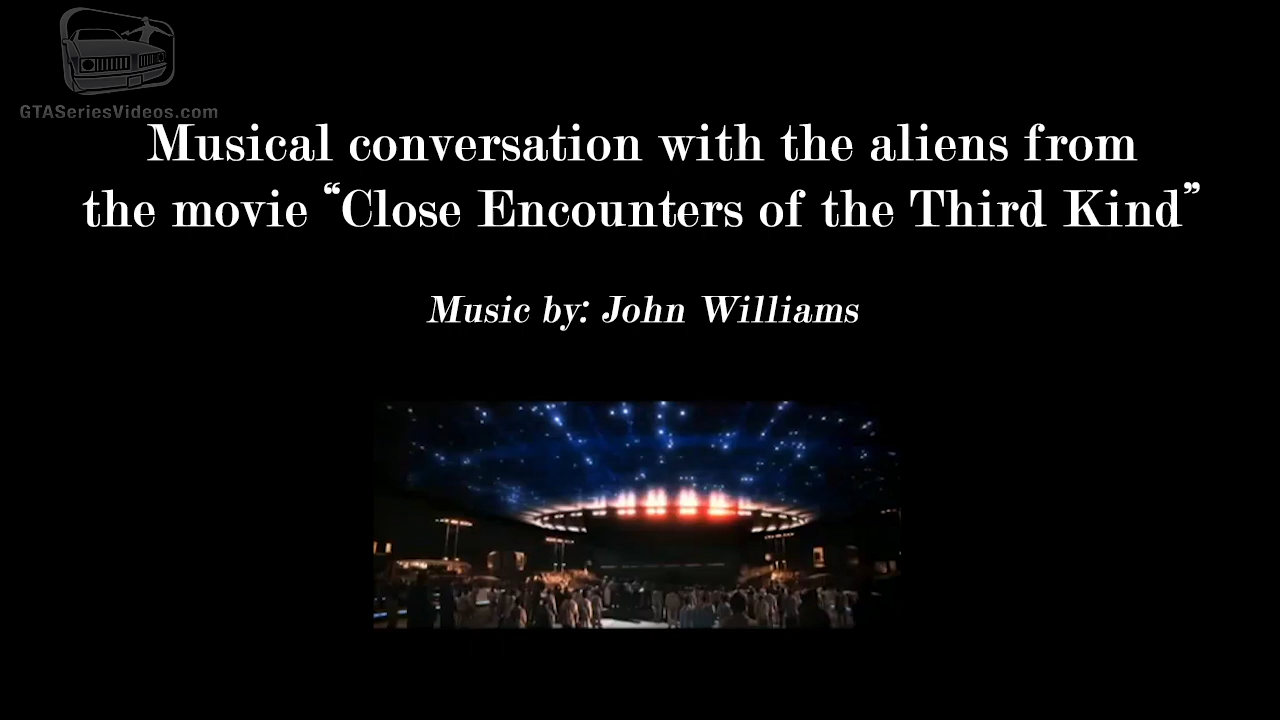 GTASeriesVideos.com
Musical conversation with the aliens from
the movie “Close Encounters of the Third Kind”
Music by: John Williams